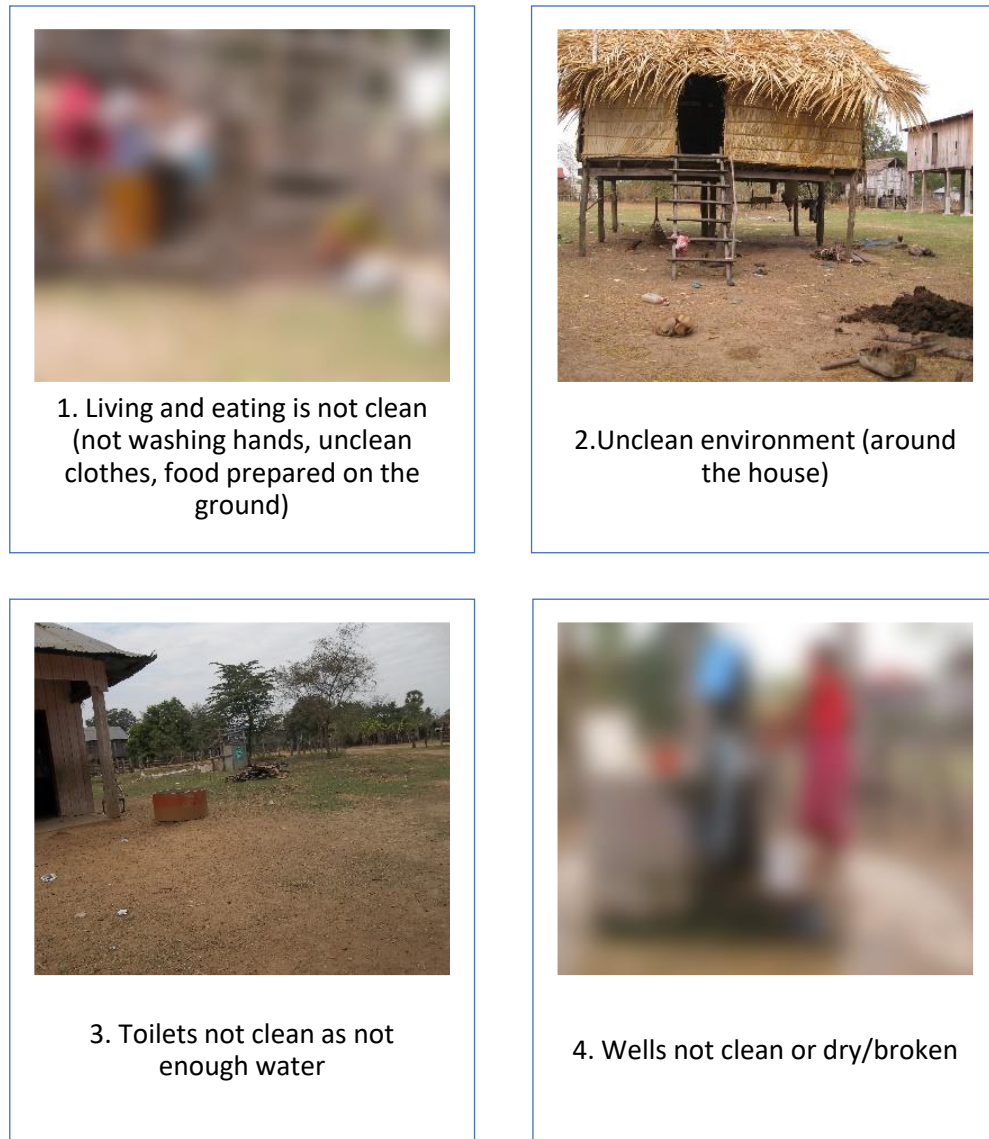 1. Living and eating is not clean
(not washing hands, unclean
clothes, food prepared on the
ground)
2.Unclean environment (around
the house)
3. Toilets not clean as not
enough water
4. Wells not clean or dry/broken